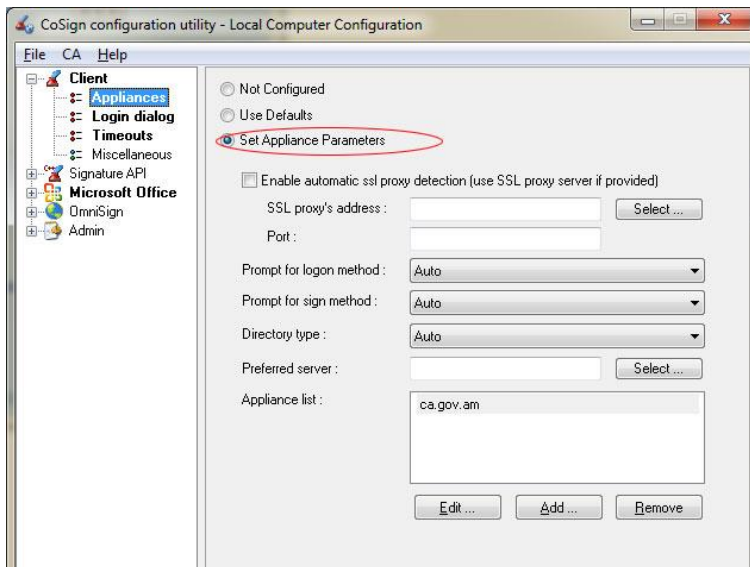 CoSign configuration utility - Local Computer Configuration
File CA Help
Client
Appliances
Login dialog
Timeouts
Miscellaneous
Signature API
Microsoft Office
OmniSign
Admin
Not Configured
Use Defaults
Set Appliance Parameters
Enable automatic ssl proxy detection (use SSL proxy server if provided)
SSL proxy's address : Select ...
Port :
Prompt for logon method : Auto
Prompt for sign method : Auto
Directory type : Auto
Preferred server : Select ...
Appliance list : ca.gov.am
Edit ... Add ... Remove